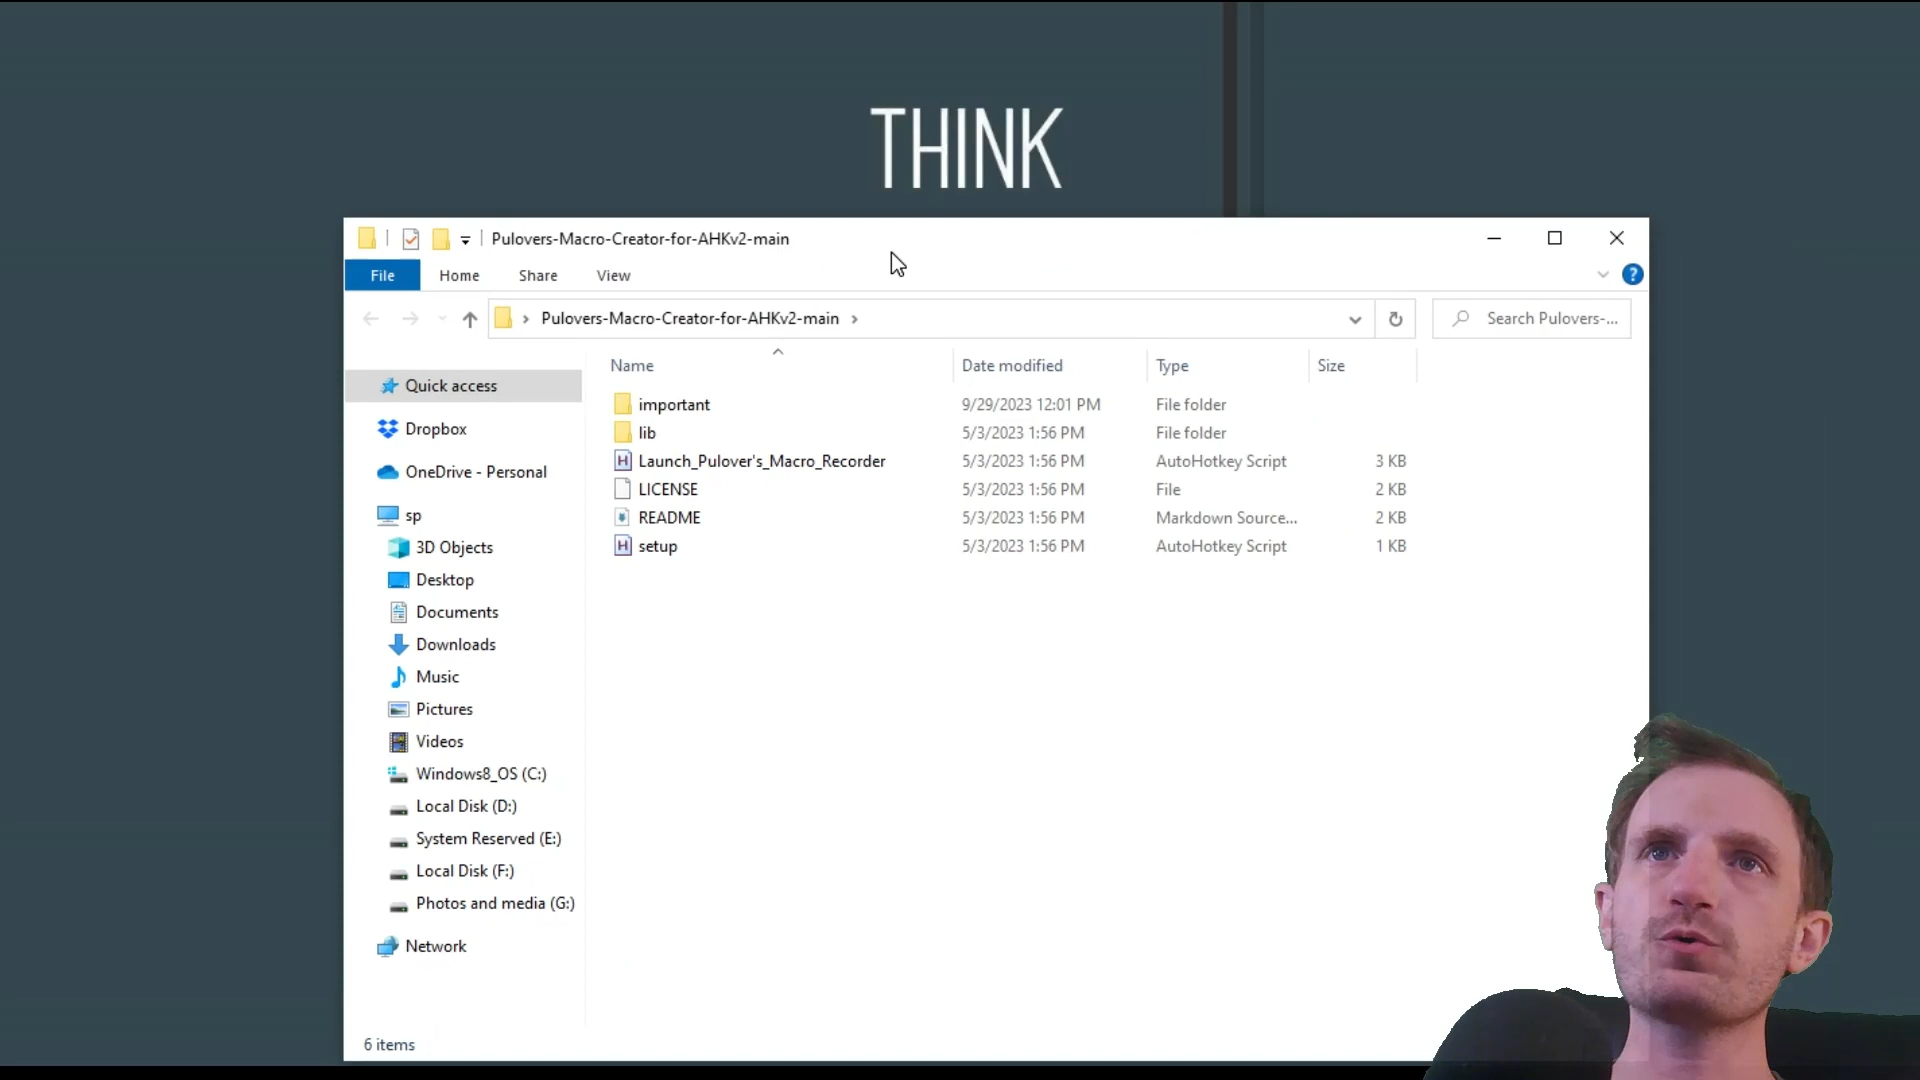 THINK
Pulovers-Macro-Creator-for-AHKv2-main
File Home Share View
Pulovers-Macro-Creator-for-AHKv2-main
Search Pulovers-...
Name Date modified Type Size
Quick access
Dropbox
OneDrive - Personal
sp
3D Objects
Desktop
Documents
Downloads
Music
Pictures
Videos
Windows8_OS (C:)
Local Disk (D:)
System Reserved (E:)
Local Disk (F:)
Photos and media (G:)
Network
important 9/29/2023 12:01 PM File folder
lib 5/3/2023 1:56 PM File folder
Launch_Pulover's_Macro_Recorder 5/3/2023 1:56 PM AutoHotkey Script 3 KB
LICENSE 5/3/2023 1:56 PM File 2 KB
README 5/3/2023 1:56 PM Markdown Source... 2 KB
setup 5/3/2023 1:56 PM AutoHotkey Script 1 KB
6 items